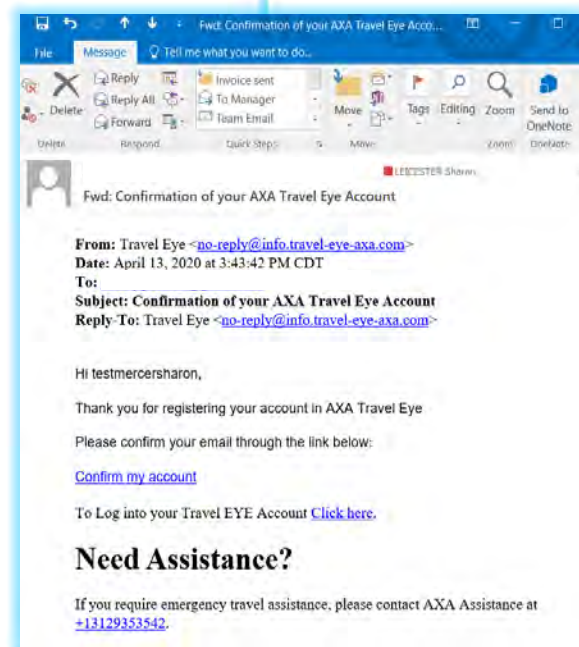 Fwd: Confirmation of your AXA Travel Eye Acco...
File Message Tell me what you want to do...
Reply Invoice sent
Delete Reply All To Manager Move Tags Editing Zoom Send to
Forward Team Email OneNote
Delete Respond Quick Steps Move Zoom OneNote
LEICESTER Sharon
Fwd: Confirmation of your AXA Travel Eye Account
From: Travel Eye <no-reply@info.travel-eye-axa.com>
Date: April 13, 2020 at 3:43:42 PM CDT
To:
Subject: Confirmation of your AXA Travel Eye Account
Reply-To: Travel Eye <no-reply@info.travel-eye-axa.com>
Hi testmercersharon,
Thank you for registering your account in AXA Travel Eye
Please confirm your email through the link below:
Confirm my account
To Log into your Travel EYE Account Click here.
Need Assistance?
If you require emergency travel assistance, please contact AXA Assistance at
+13129353542.